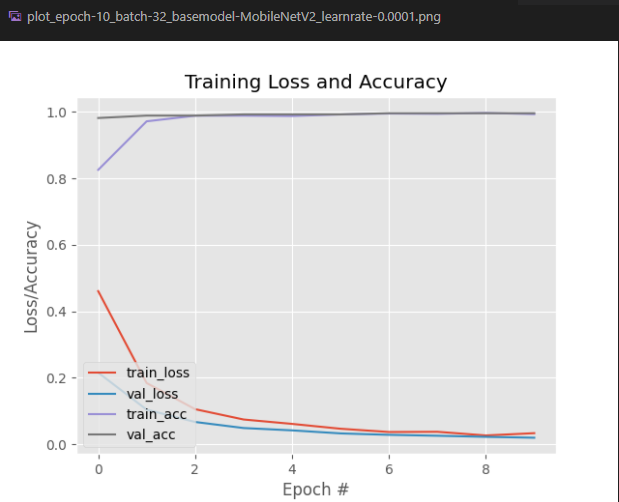 plot_epoch-10_batch-32_basemodel-MobileNetV2_learnrate-0.0001.png
Training Loss and Accuracy
1.0
0.8
0.6
0.4
0.2
0.0
Loss/Accuracy
train_loss
val_loss
train_acc
val_acc
0 2 4 6 8
Epoch #